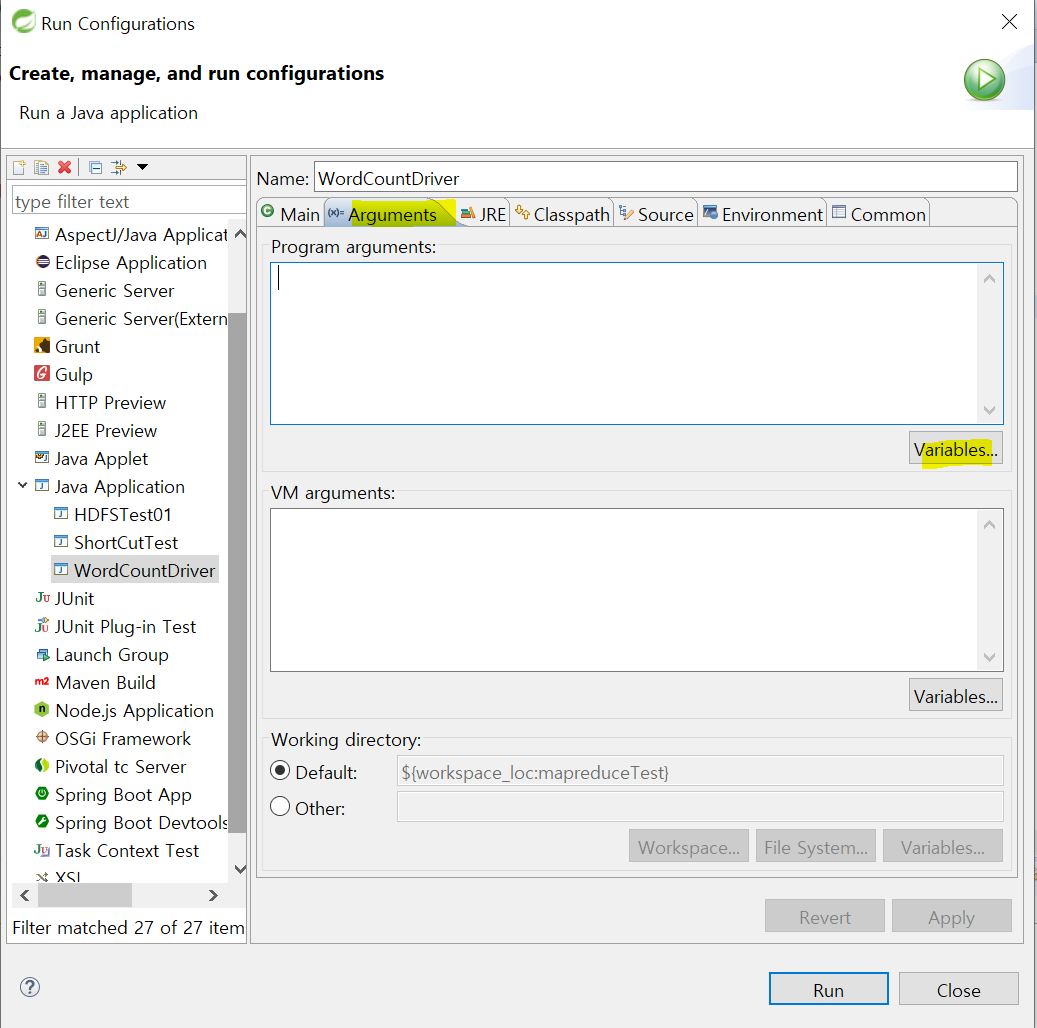 Run Configurations
Create, manage, and run configurations
Run a Java application
type filter text
AspectJ/Java Applicat
Eclipse Application
Generic Server
Generic Server(Extern
Grunt
Gulp
HTTP Preview
J2EE Preview
Java Applet
Java Application
HDFSTest01
ShortCutTest
WordCountDriver
JUnit
JUnit Plug-in Test
Launch Group
Maven Build
Node.js Application
OSGi Framework
Pivotal tc Server
Spring Boot App
Spring Boot Devtools
Task Context Test
XSL
Filter matched 27 of 27 item
Name: WordCountDriver
Main (x)= Arguments JRE Classpath Source Environment Common
Program arguments:
Variables...
VM arguments:
Variables...
Working directory:
Default: ${workspace_loc:mapreduceTest}
Other:
Workspace... File System... Variables...
Revert Apply
Run Close